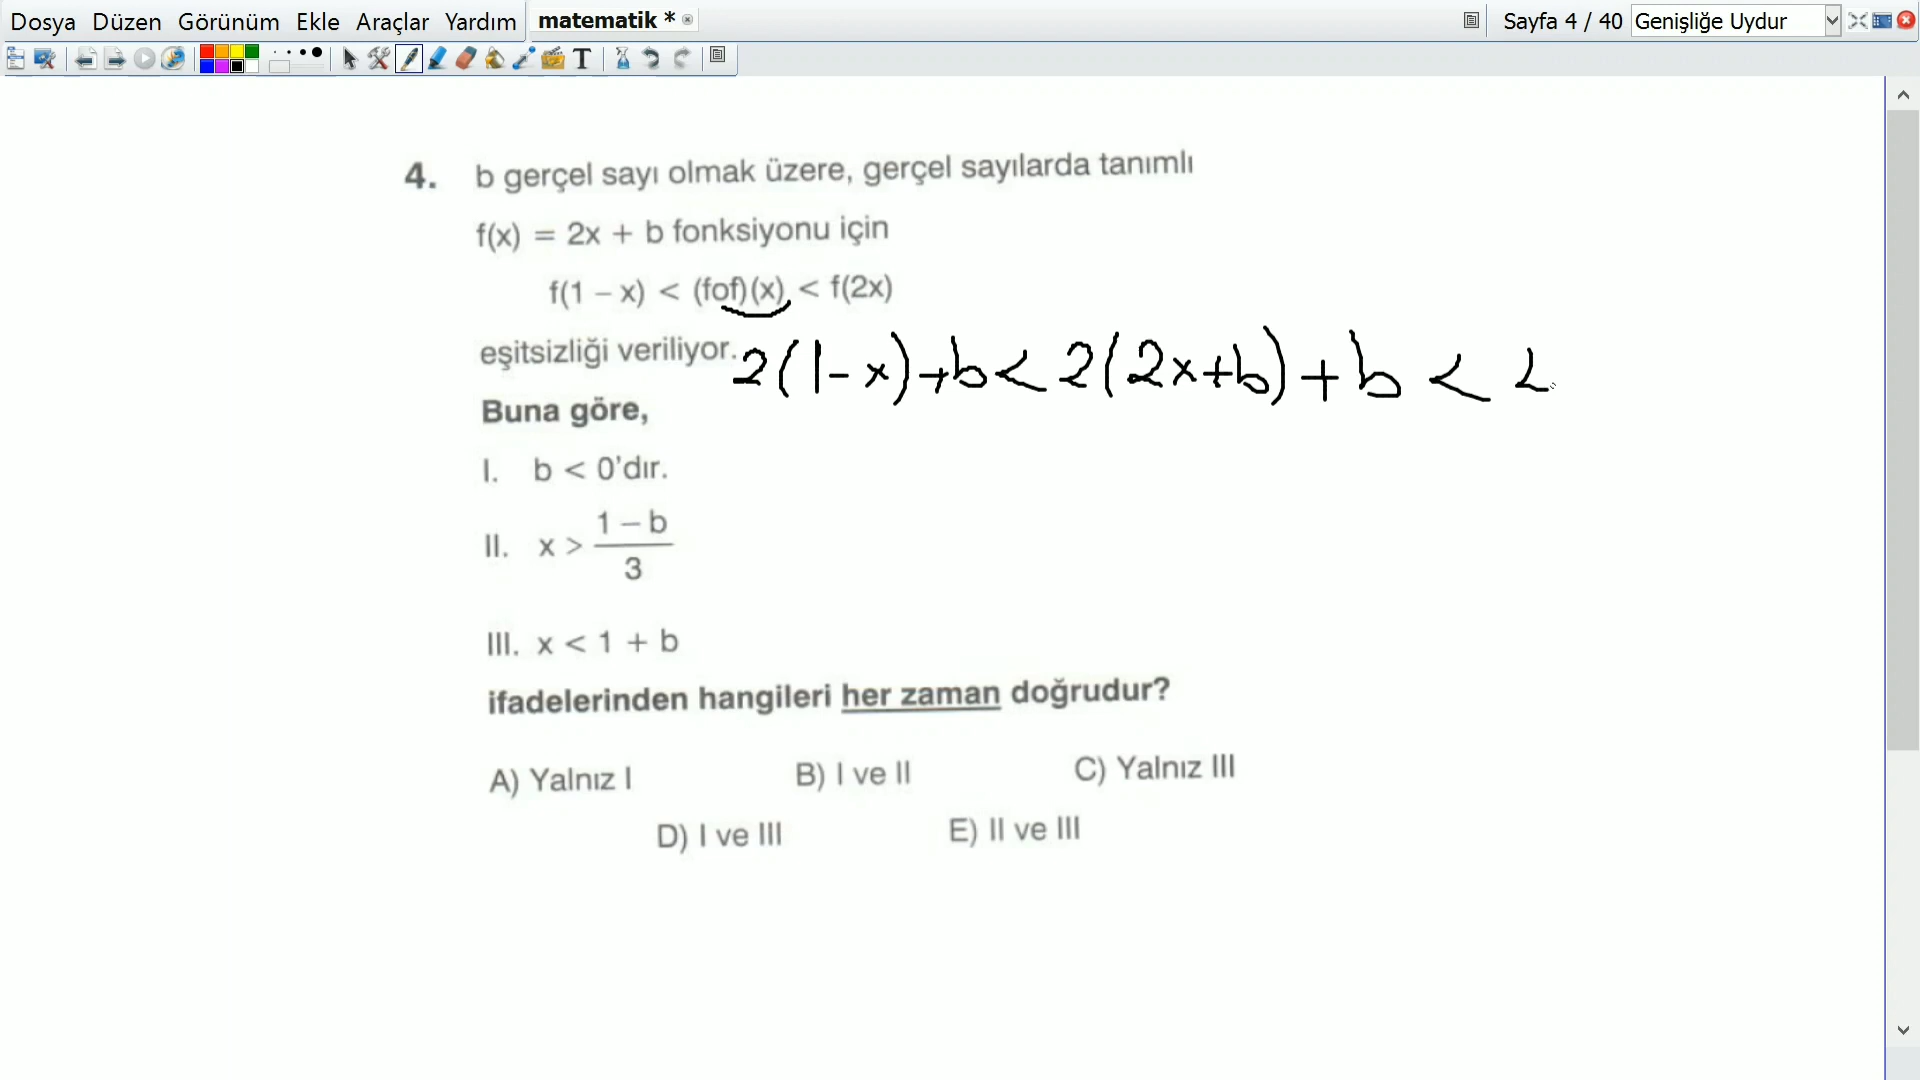 Dosya Düzen Görünüm Ekle Araçlar Yardım matematik * Sayfa 4 / 40 Genişliğe Uydur
T
4. b gerçel sayı olmak üzere, gerçel sayılarda tanımlı
f(x) = 2x + b fonksiyonu için
f(1 – x) < (fof)(x) < f(2x)
eşitsizliği veriliyor.
2(1-x)+b<2(2x+b)+b<2
Buna göre,
I. b < 0'dır.
II. x > 1 – b
3
III. x < 1 + b
ifadelerinden hangileri her zaman doğrudur?
A) Yalnız I B) I ve II C) Yalnız III
D) I ve III E) II ve III